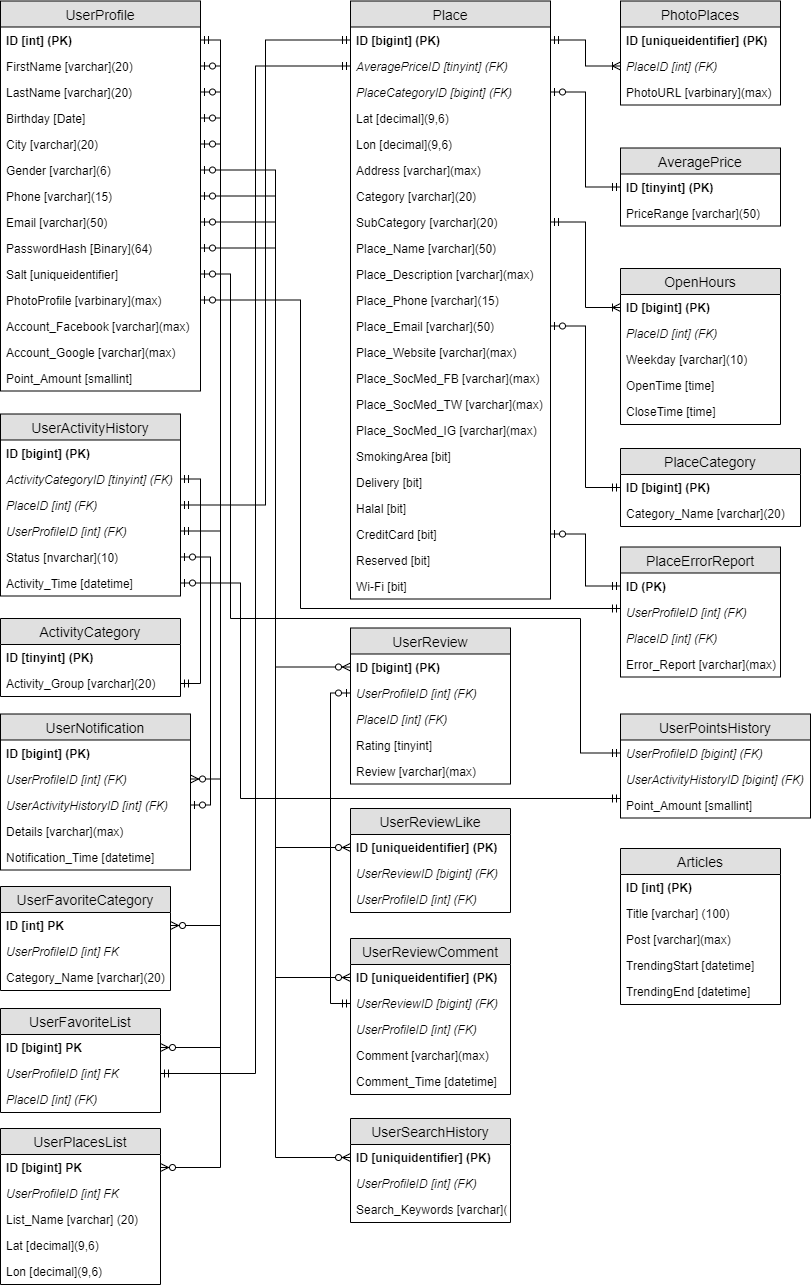 UserProfile
ID [int] (PK)
FirstName [varchar](20)
LastName [varchar](20)
Birthday [Date]
City [varchar](20)
Gender [varchar](6)
Phone [varchar](15)
Email [varchar](50)
PasswordHash [Binary](64)
Salt [uniqueidentifier]
PhotoProfile [varbinary](max)
Account_Facebook [varchar](max)
Account_Google [varchar](max)
Point_Amount [smallint]
UserActivityHistory
ID [bigint] (PK)
ActivityCategoryID [tinyint] (FK)
PlaceID [int] (FK)
UserProfileID [int] (FK)
Status [nvarchar](10)
Activity_Time [datetime]
ActivityCategory
ID [tinyint] (PK)
Activity_Group [varchar](20)
UserNotification
ID [bigint] (PK)
UserProfileID [int] (FK)
UserActivityHistoryID [int] (FK)
Details [varchar](max)
Notification_Time [datetime]
UserFavoriteCategory
ID [int] PK
UserProfileID [int] FK
Category_Name [varchar](20)
UserFavoriteList
ID [bigint] PK
UserProfileID [int] FK
PlaceID [int] (FK)
UserPlacesList
ID [bigint] PK
UserProfileID [int] FK
List_Name [varchar] (20)
Lat [decimal](9,6)
Lon [decimal](9,6)
Place
ID [bigint] (PK)
AveragePriceID [tinyint] (FK)
PlaceCategoryID [bigint] (FK)
Lat [decimal](9,6)
Lon [decimal](9,6)
Address [varchar](max)
Category [varchar](20)
SubCategory [varchar](20)
Place_Name [varchar](50)
Place_Description [varchar](max)
Place_Phone [varchar](15)
Place_Email [varchar](50)
Place_Website [varchar](max)
Place_SocMed_FB [varchar](max)
Place_SocMed_TW [varchar](max)
Place_SocMed_IG [varchar](max)
SmokingArea [bit]
Delivery [bit]
Halal [bit]
CreditCard [bit]
Reserved [bit]
Wi-Fi [bit]
UserReview
ID [bigint] (PK)
UserProfileID [int] (FK)
PlaceID [int] (FK)
Rating [tinyint]
Review [varchar](max)
UserReviewLike
ID [uniqueidentifier] (PK)
UserReviewID [bigint] (FK)
UserProfileID [int] (FK)
UserReviewComment
ID [uniqueidentifier] (PK)
UserReviewID [bigint] (FK)
UserProfileID [int] (FK)
Comment [varchar](max)
Comment_Time [datetime]
UserSearchHistory
ID [uniquidentifier] (PK)
UserProfileID [int] (FK)
Search_Keywords [varchar](
PhotoPlaces
ID [uniqueidentifier] (PK)
PlaceID [int] (FK)
PhotoURL [varbinary](max)
AveragePrice
ID [tinyint] (PK)
PriceRange [varchar](50)
OpenHours
ID [bigint] (PK)
PlaceID [int] (FK)
Weekday [varchar](10)
OpenTime [time]
CloseTime [time]
PlaceCategory
ID [bigint] (PK)
Category_Name [varchar](20)
PlaceErrorReport
ID (PK)
UserProfileID [int] (FK)
PlaceID [int] (FK)
Error_Report [varchar](max)
UserPointsHistory
UserProfileID [bigint] (FK)
UserActivityHistoryID [bigint] (FK)
Point_Amount [smallint]
Articles
ID [int] (PK)
Title [varchar] (100)
Post [varchar](max)
TrendingStart [datetime]
TrendingEnd [datetime]